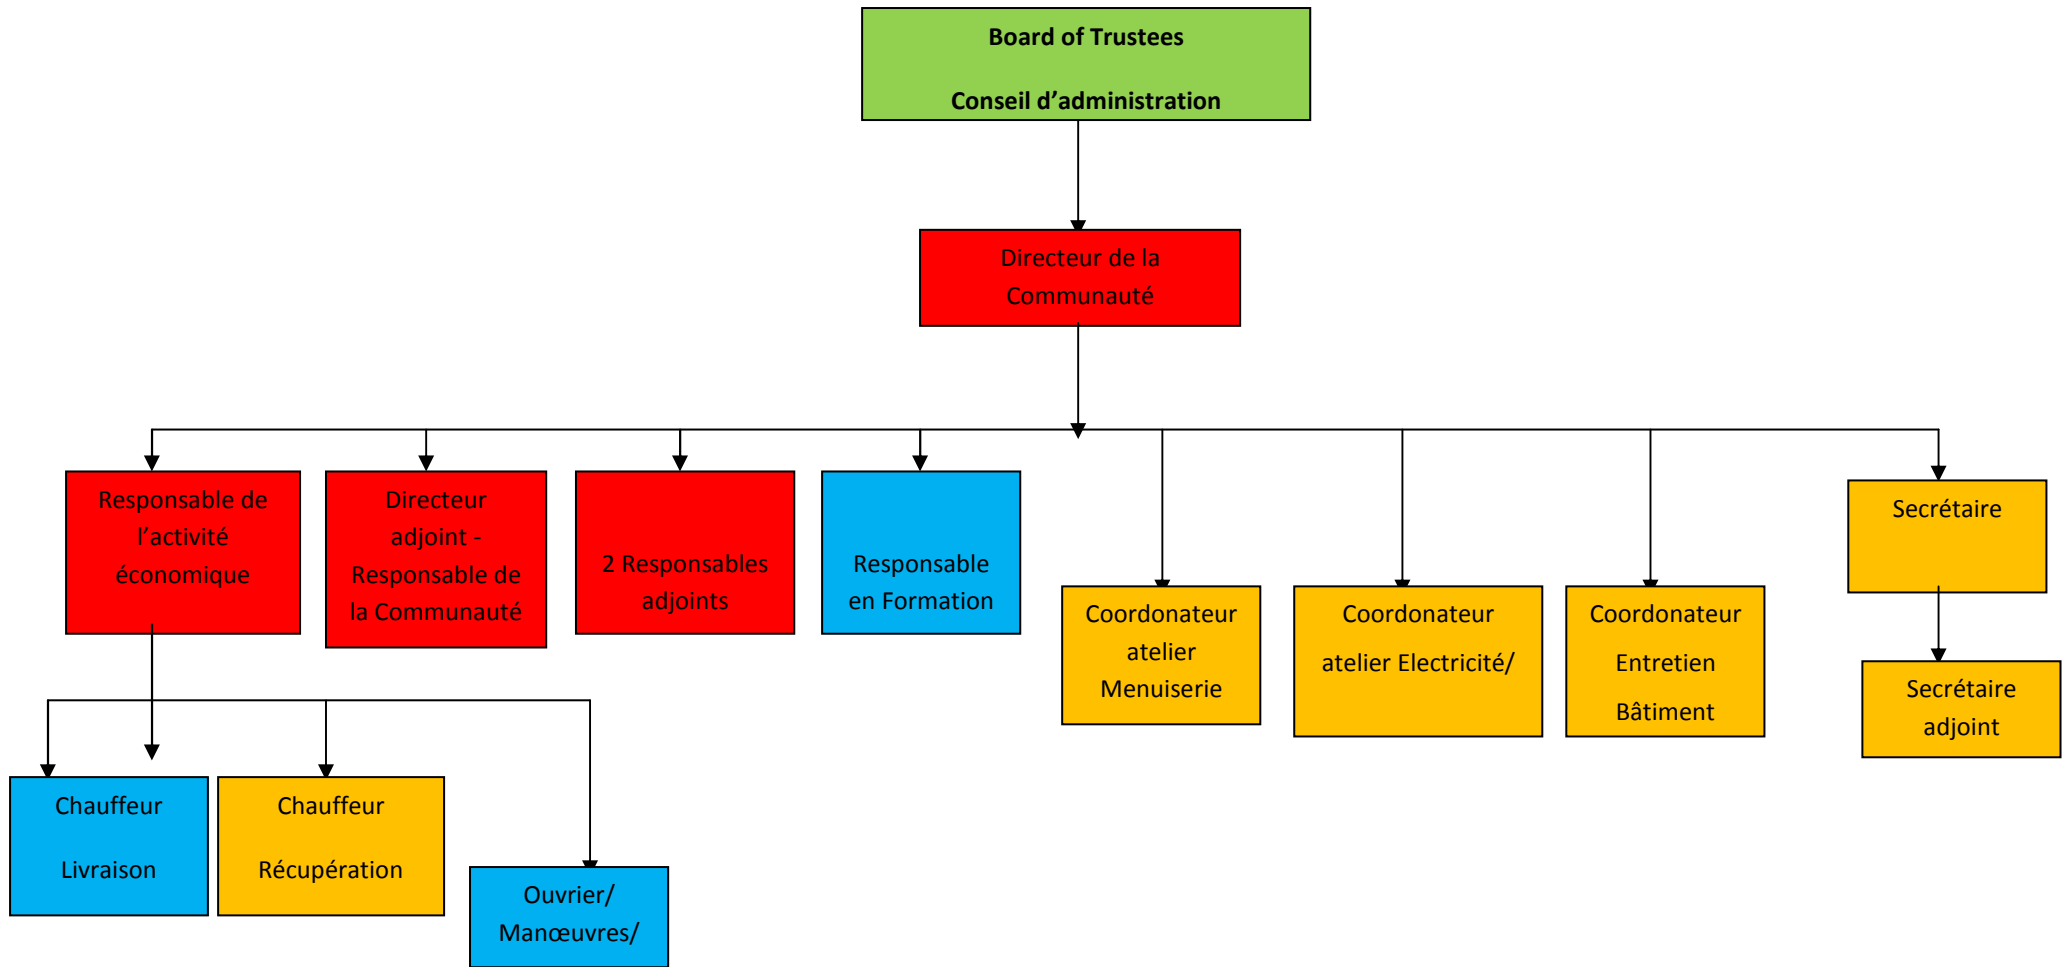 Board of Trustees
Conseil d’administration
Directeur de la
Communauté
Responsable de
l’activité
économique
Directeur
adjoint -
Responsable de
la Communauté
2 Responsables
adjoints
Responsable
en Formation
Coordonateur
atelier
Menuiserie
Coordonateur
atelier Electricité/
Coordonateur
Entretien
Bâtiment
Secrétaire
Secrétaire
adjoint
Chauffeur
Livraison
Chauffeur
Récupération
Ouvrier/
Manœuvres/